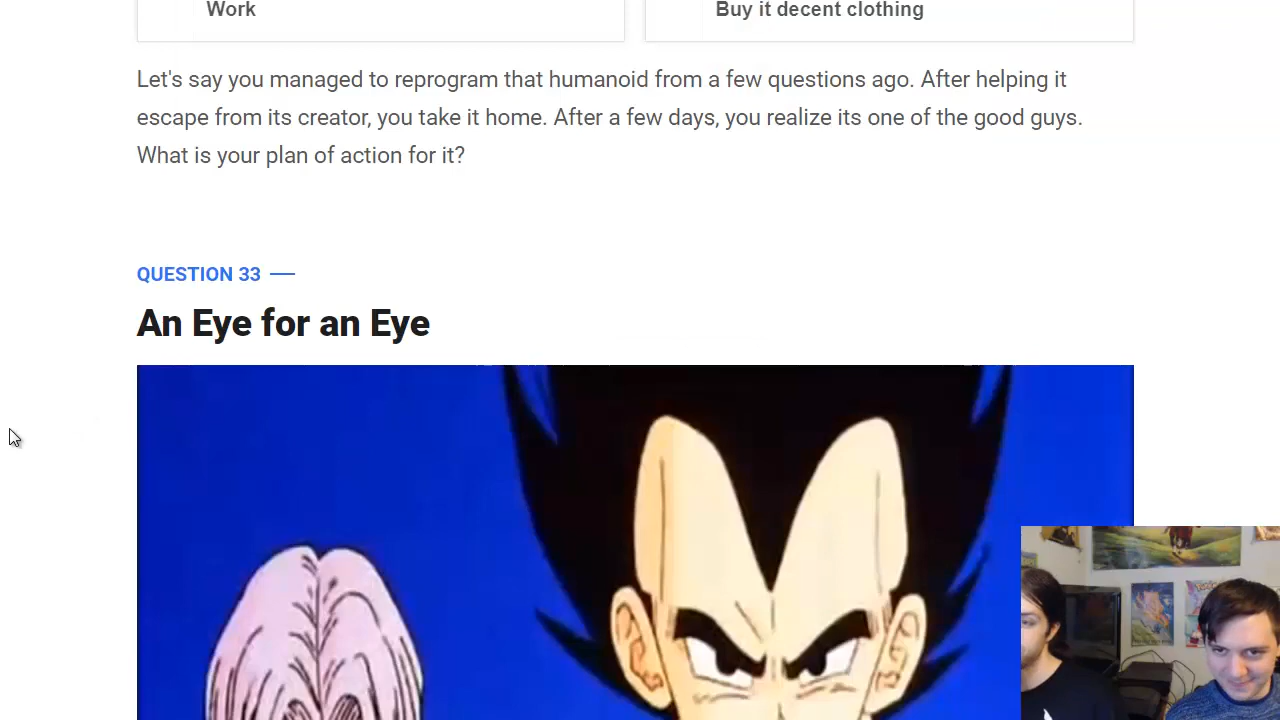 Work
Buy it decent clothing
Let's say you managed to reprogram that humanoid from a few questions ago. After helping it
escape from its creator, you take it home. After a few days, you realize its one of the good guys.
What is your plan of action for it?
QUESTION 33
An Eye for an Eye